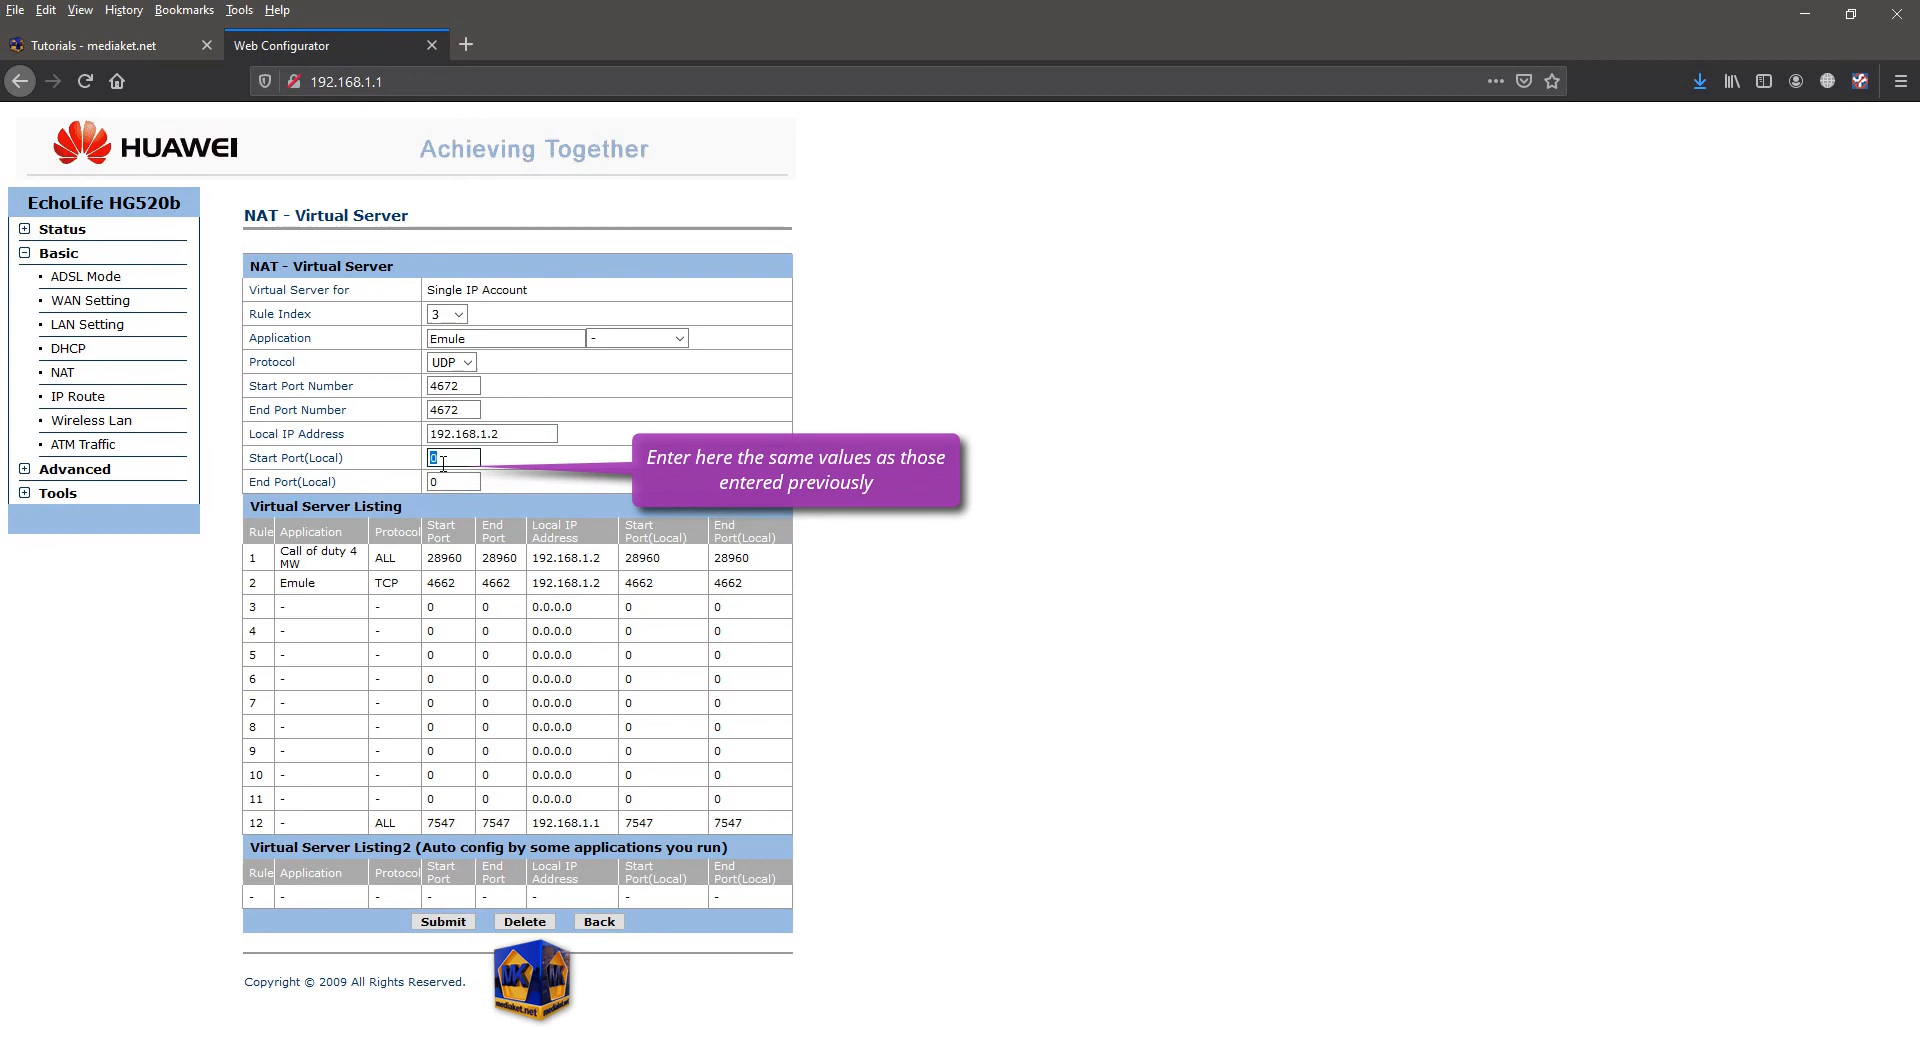 File Edit View History Bookmarks Tools Help
Tutorials - mediaket.net
Web Configurator
192.168.1.1
HUAWEI
Achieving Together
EchoLife HG520b
Status
Basic
ADSL Mode
WAN Setting
LAN Setting
DHCP
NAT
IP Route
Wireless Lan
ATM Traffic
Advanced
Tools
NAT - Virtual Server
NAT - Virtual Server
Virtual Server for Single IP Account
Rule Index 3
Application Emule -
Protocol UDP
Start Port Number 4672
End Port Number 4672
Local IP Address 192.168.1.2
Start Port(Local) 0
End Port(Local) 0
Enter here the same values as those
entered previously
Virtual Server Listing
Rule Application Protocol Start Port End Port Local IP Address Start Port(Local) End Port(Local)
1 Call of duty 4 MW ALL 28960 28960 192.168.1.2 28960 28960
2 Emule TCP 4662 4662 192.168.1.2 4662 4662
3 - - 0 0 0.0.0.0 0 0
4 - - 0 0 0.0.0.0 0 0
5 - - 0 0 0.0.0.0 0 0
6 - - 0 0 0.0.0.0 0 0
7 - - 0 0 0.0.0.0 0 0
8 - - 0 0 0.0.0.0 0 0
9 - - 0 0 0.0.0.0 0 0
10 - - 0 0 0.0.0.0 0 0
11 - - 0 0 0.0.0.0 0 0
12 - ALL 7547 7547 192.168.1.1 7547 7547
Virtual Server Listing2 (Auto config by some applications you run)
Rule Application Protocol Start Port End Port Local IP Address Start Port(Local) End Port(Local)
- - - - - - - -
Submit Delete Back
Copyright © 2009 All Rights Reserved.
MK
mediaket.net